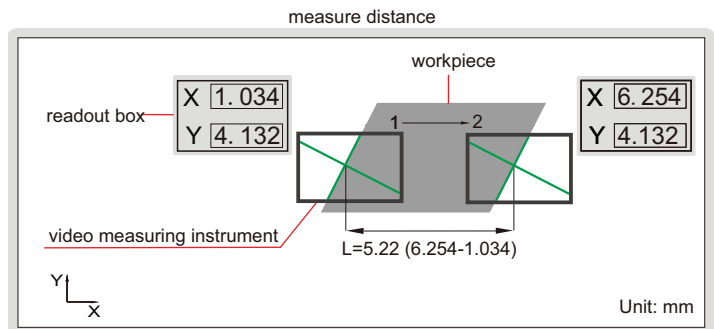 measure distance
workpiece
readout box
X 1.034
Y 4.132
1
2
X 6.254
Y 4.132
video measuring instrument
L=5.22 (6.254-1.034)
Y
X
Unit: mm